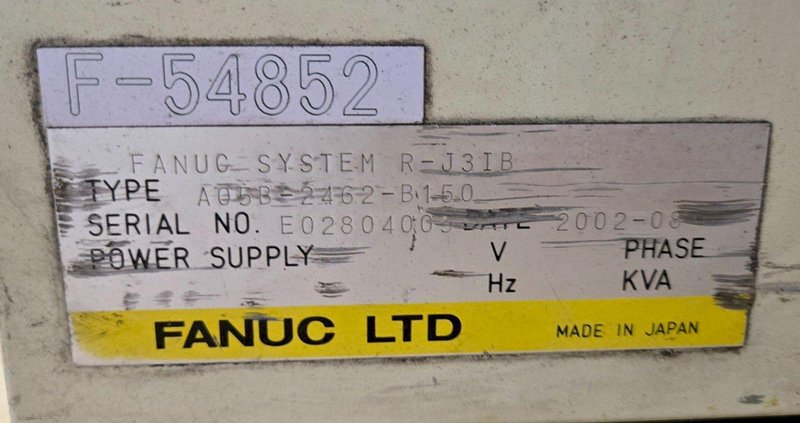 F-54852
FANUC SYSTEM R-J3IB
TYPE A05B-2462-B150
SERIAL NO. E02804005 DATE 2002-08
POWER SUPPLY V PHASE
Hz KVA
FANUC LTD MADE IN JAPAN